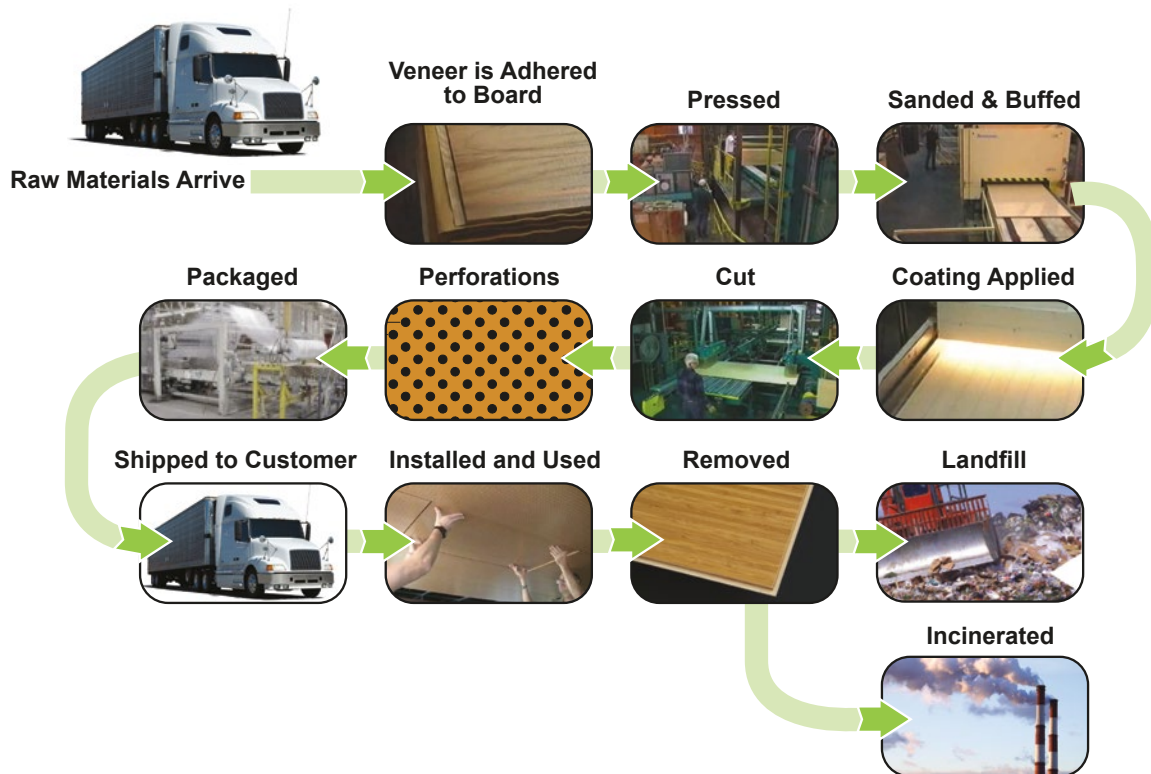 Veneer is Adhered
to Board
Pressed
Sanded & Buffed
Raw Materials Arrive
Packaged
Perforations
Cut
Coating Applied
Shipped to Customer
Installed and Used
Removed
Landfill
Incinerated